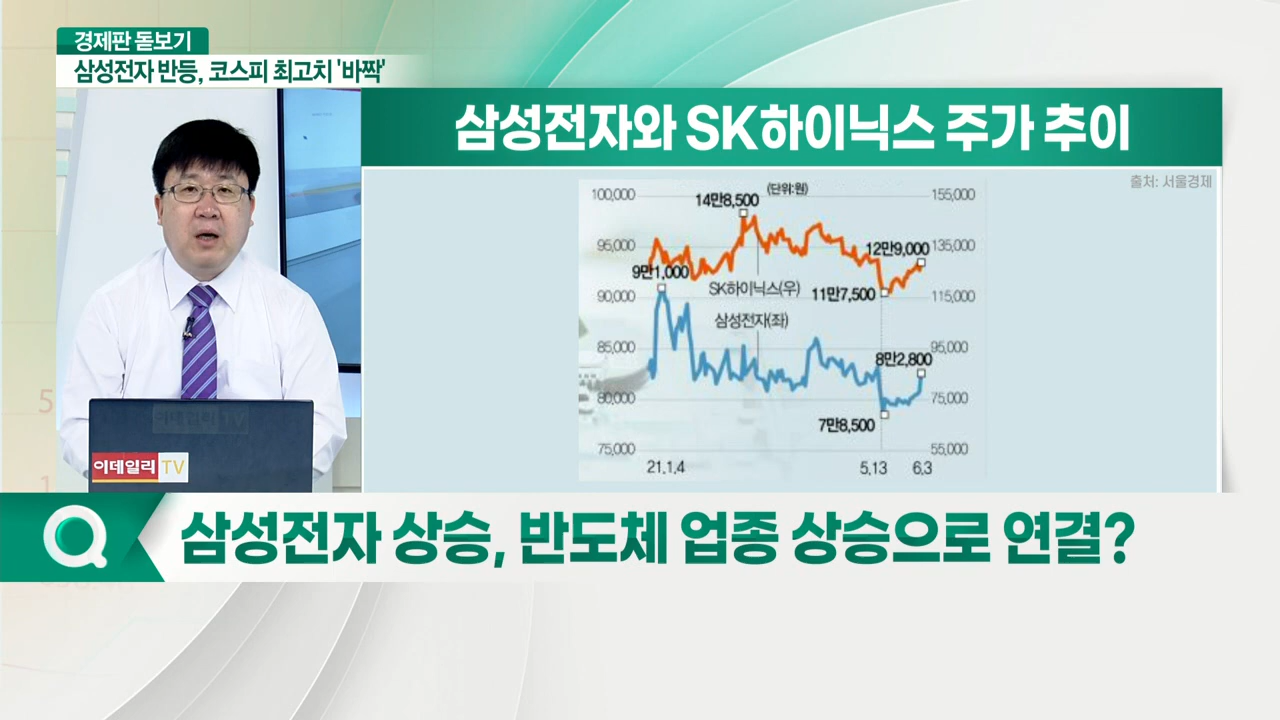 경제판 돋보기
삼성전자 반등, 코스피 최고치 '바짝'
삼성전자와 SK하이닉스 주가 추이
출처: 서울경제
(단위:원)
100,000
155,000
14만8,500
95,000
135,000
12만9,000
9만1,000
SK하이닉스(우)
11만7,500
90,000
115,000
삼성전자(좌)
85,000
95,000
8만2,800
80,000
75,000
7만8,500
75,000
55,000
21.1.4
5.13
6.3
이데일리 TV
이데일리TV
삼성전자 상승, 반도체 업종 상승으로 연결?